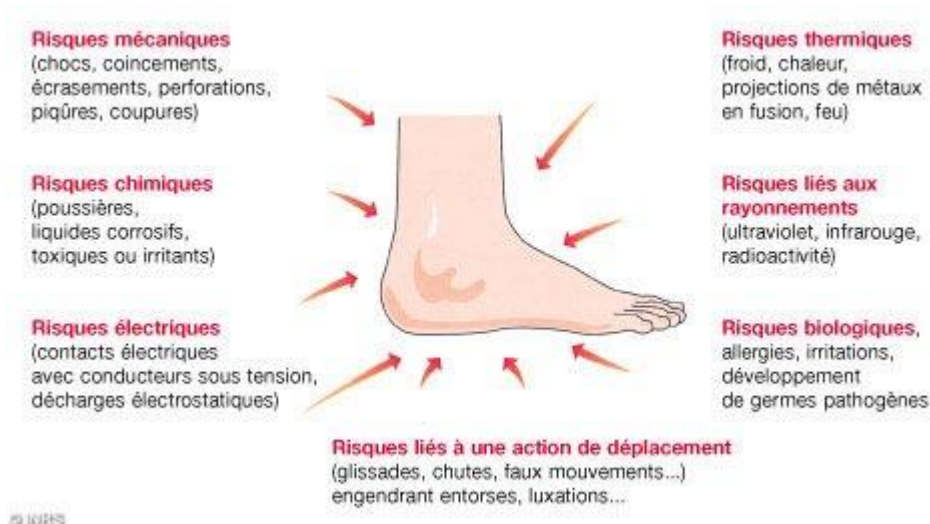 Risques mécaniques
(chocs, coincements,
écrasements, perforations,
piqûres, coupures)
Risques chimiques
(poussières,
liquides corrosifs,
toxiques ou irritants)
Risques électriques
(contacts électriques
avec conducteurs sous tension,
décharges électrostatiques)
Risques thermiques
(froid, chaleur,
projections de métaux
en fusion, feu)
Risques liés aux
rayonnements
(ultraviolet, infrarouge,
radioactivité)
Risques biologiques,
allergies, irritations,
développement
de germes pathogènes
Risques liés à une action de déplacement
(glissades, chutes, faux mouvements...)
engendrant entorses, luxations...
© INRS